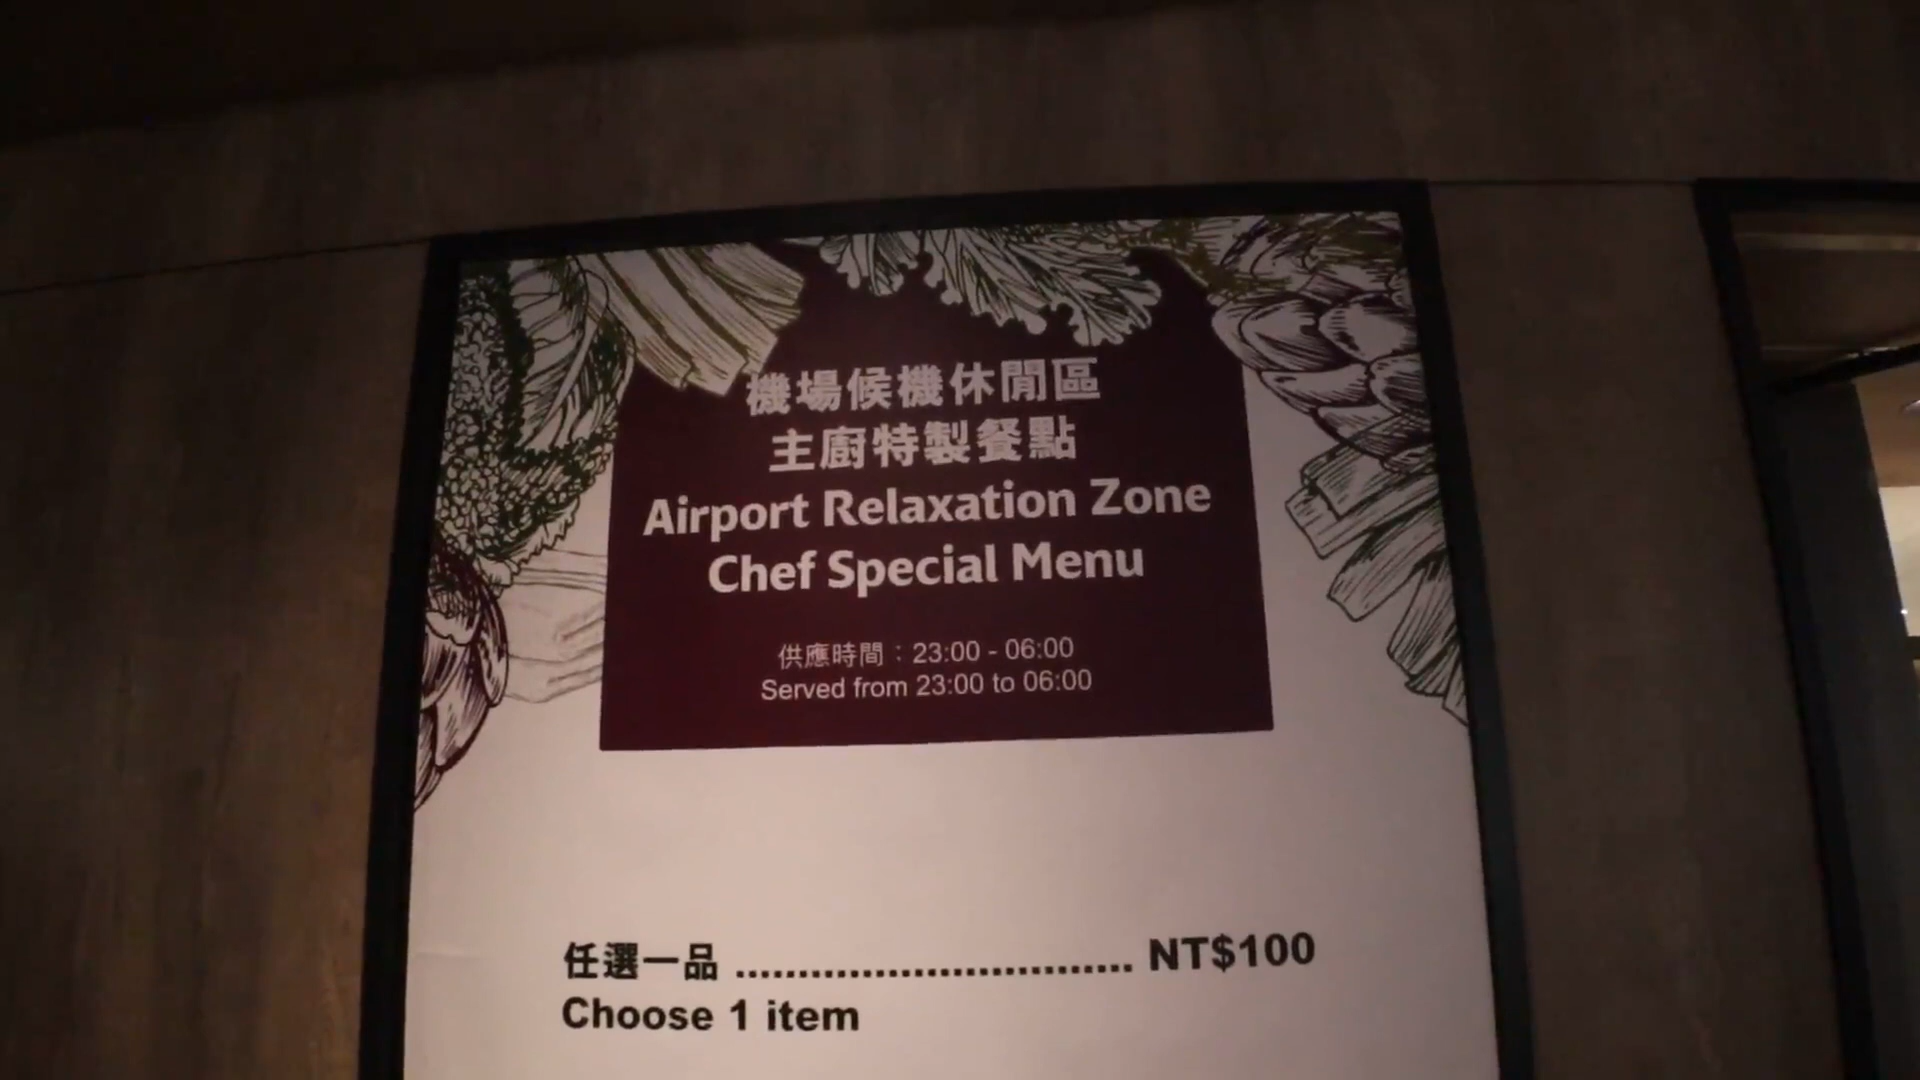 機場候機休閒區
主廚特製餐點
Airport Relaxation Zone
Chef Special Menu
供應時間：23:00 - 06:00
Served from 23:00 to 06:00
任選一品 ................................ NT$100
Choose 1 item